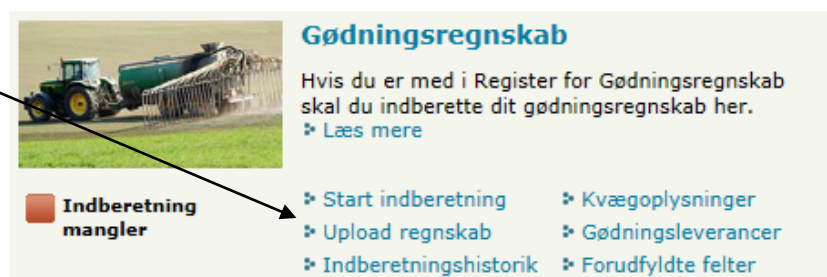 Gødningsregnskab
Hvis du er med i Register for Gødningsregnskab
skal du indberette dit gødningsregnskab her.
Læs mere
Indberetning
mangler
Start indberetning
Upload regnskab
Indberetningshistorik
Kvægoplysninger
Gødningsleverancer
Forudfyldte felter